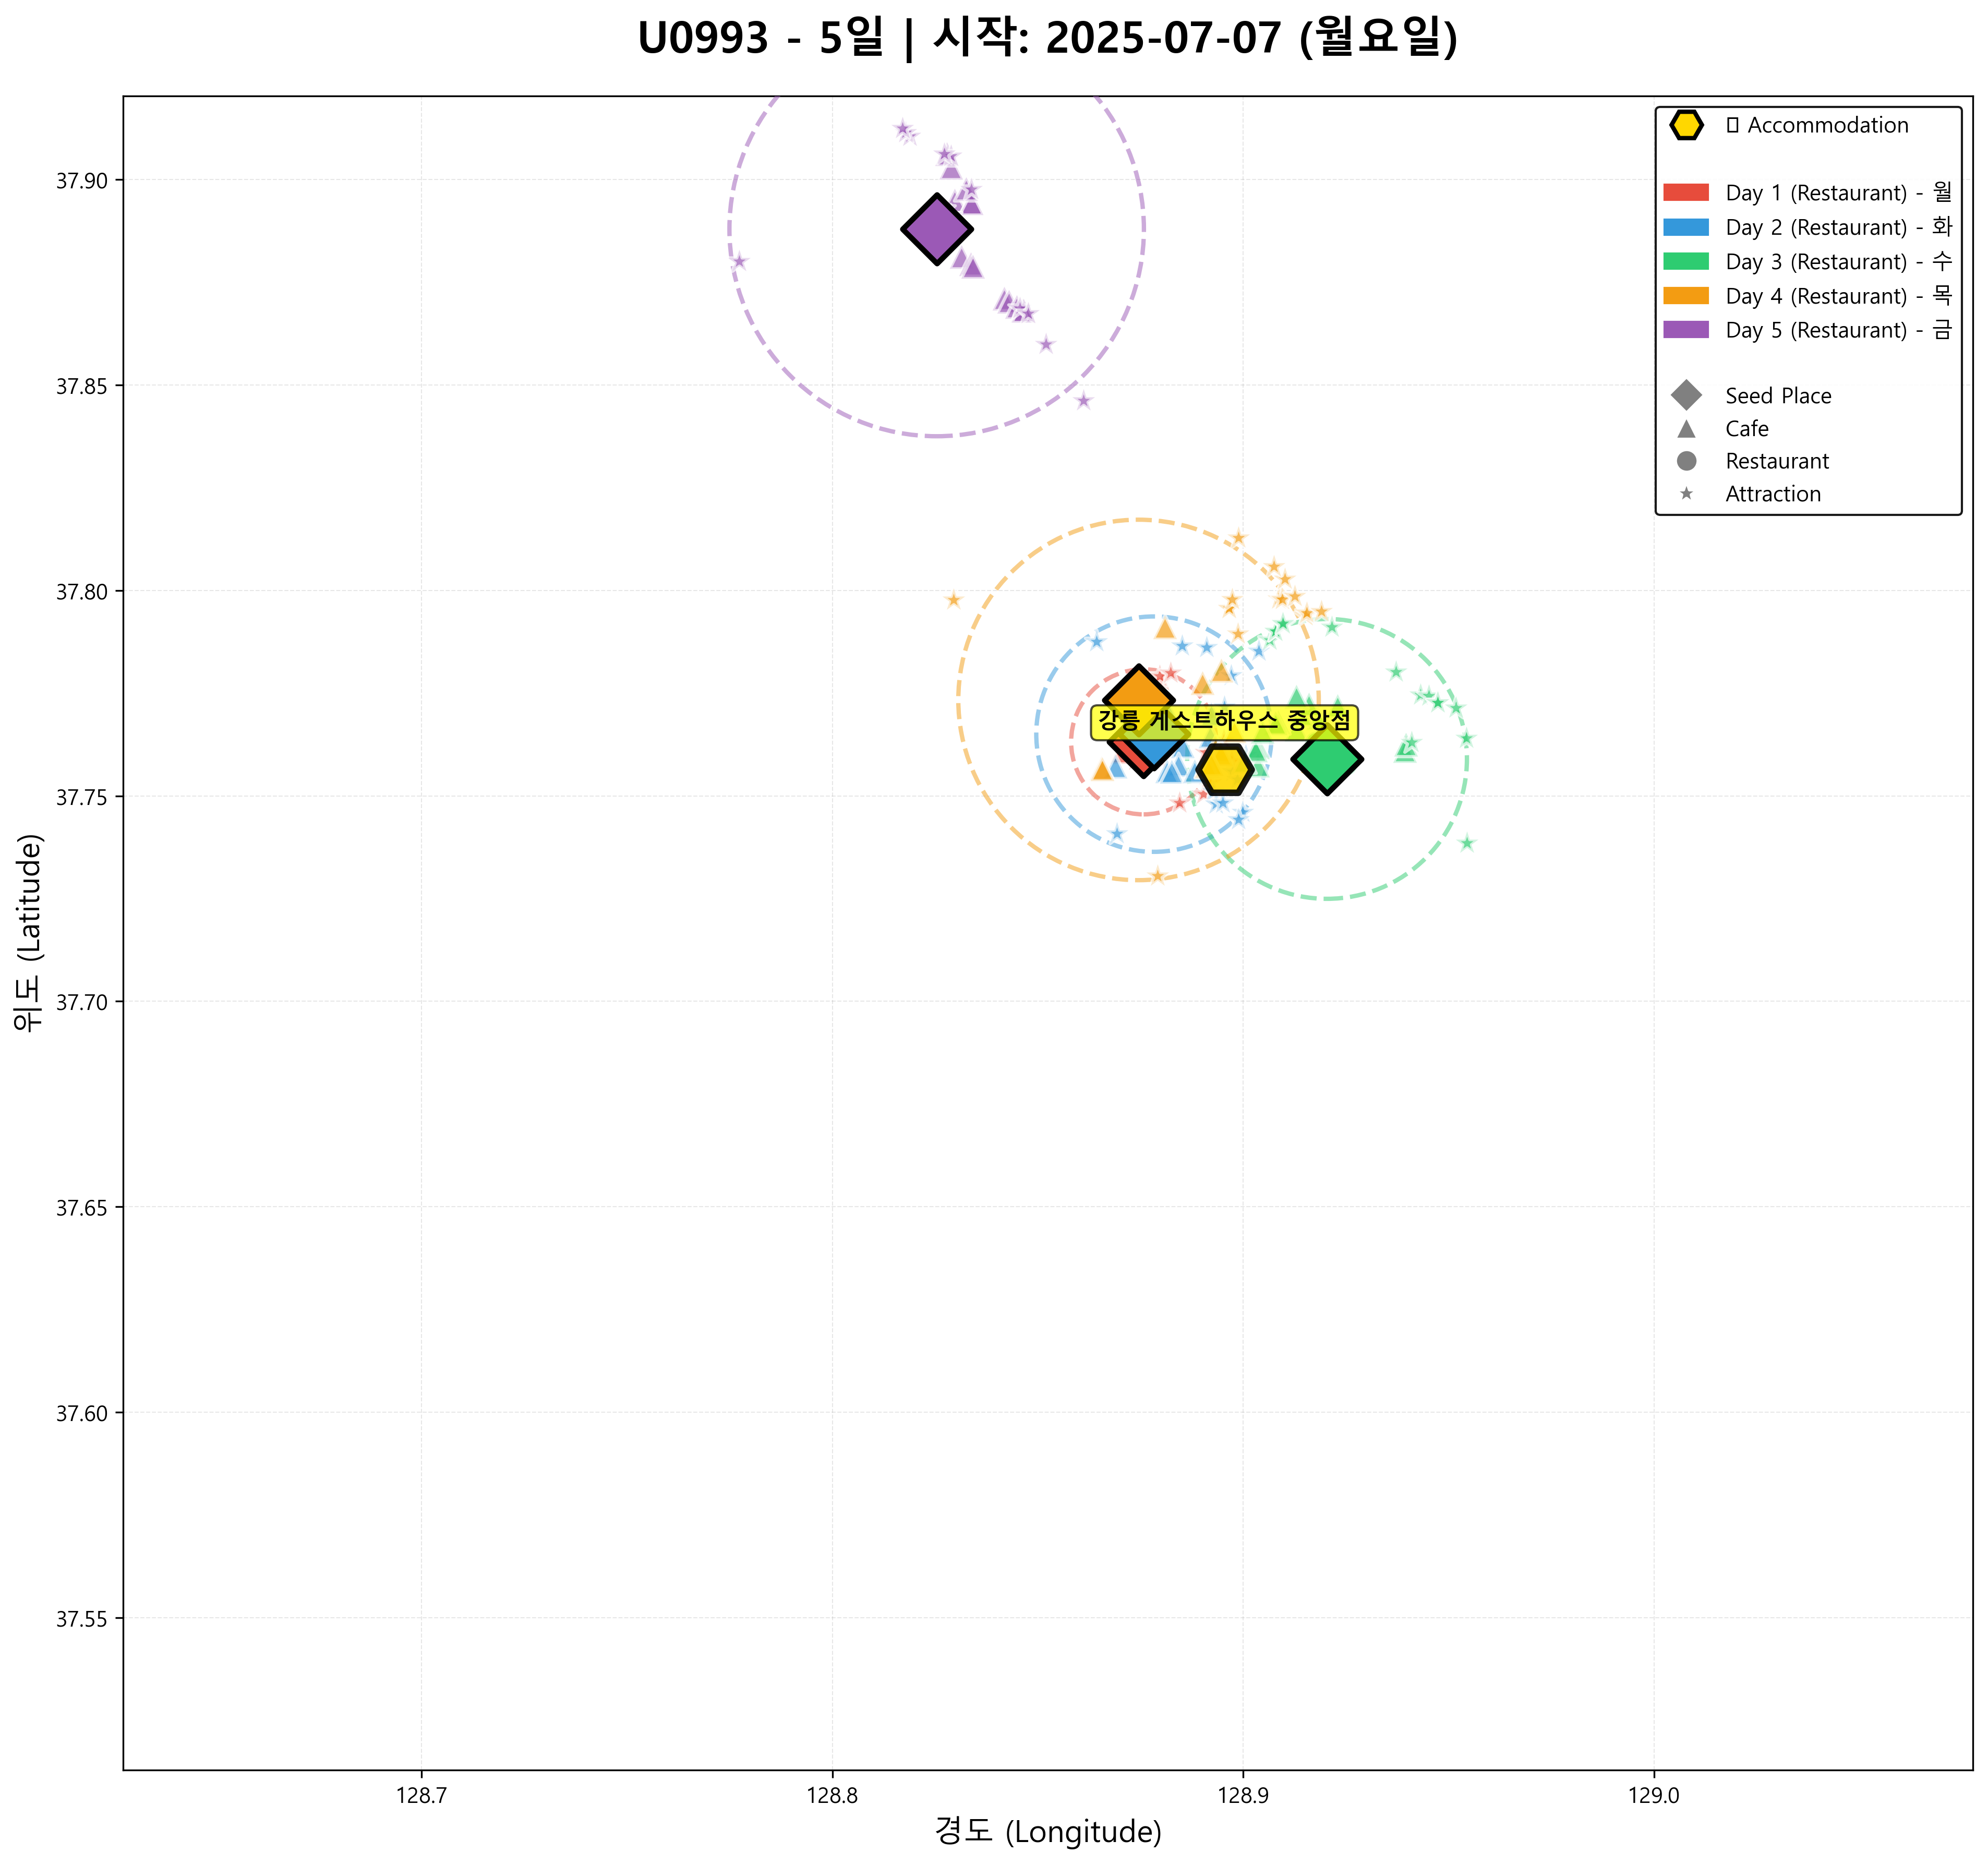 U0993 - 5일 | 시작: 2025-07-07 (월요일)
▯ Accommodation
Day 1 (Restaurant) - 월
Day 2 (Restaurant) - 화
Day 3 (Restaurant) - 수
Day 4 (Restaurant) - 목
Day 5 (Restaurant) - 금
Seed Place
Cafe
Restaurant
Attraction
강릉 게스트하우스 중앙점
위도 (Latitude)
37.90
37.85
37.80
37.75
37.70
37.65
37.60
37.55
128.7
128.8
128.9
129.0
경도 (Longitude)